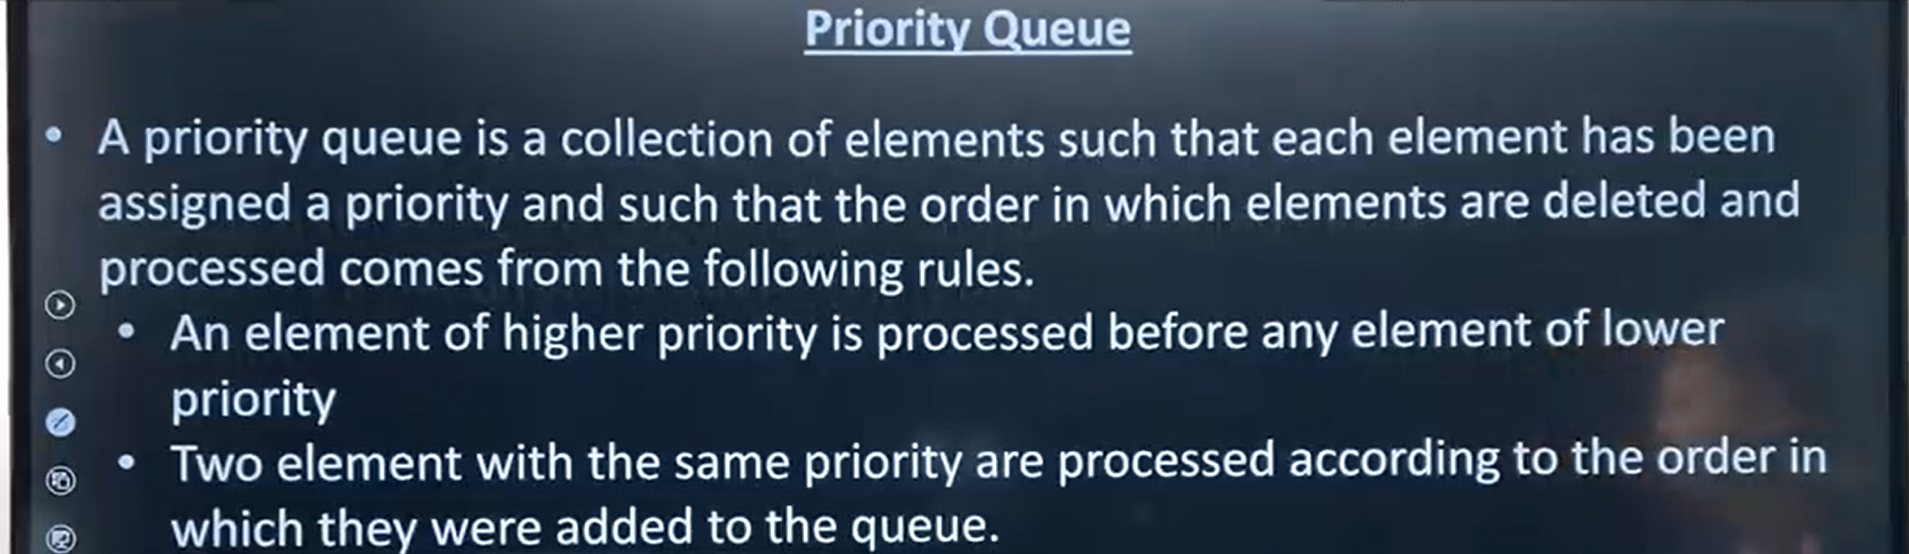 Priority Queue
• A priority queue is a collection of elements such that each element has been
assigned a priority and such that the order in which elements are deleted and
processed comes from the following rules.
• An element of higher priority is processed before any element of lower
priority
• Two element with the same priority are processed according to the order in
which they were added to the queue.